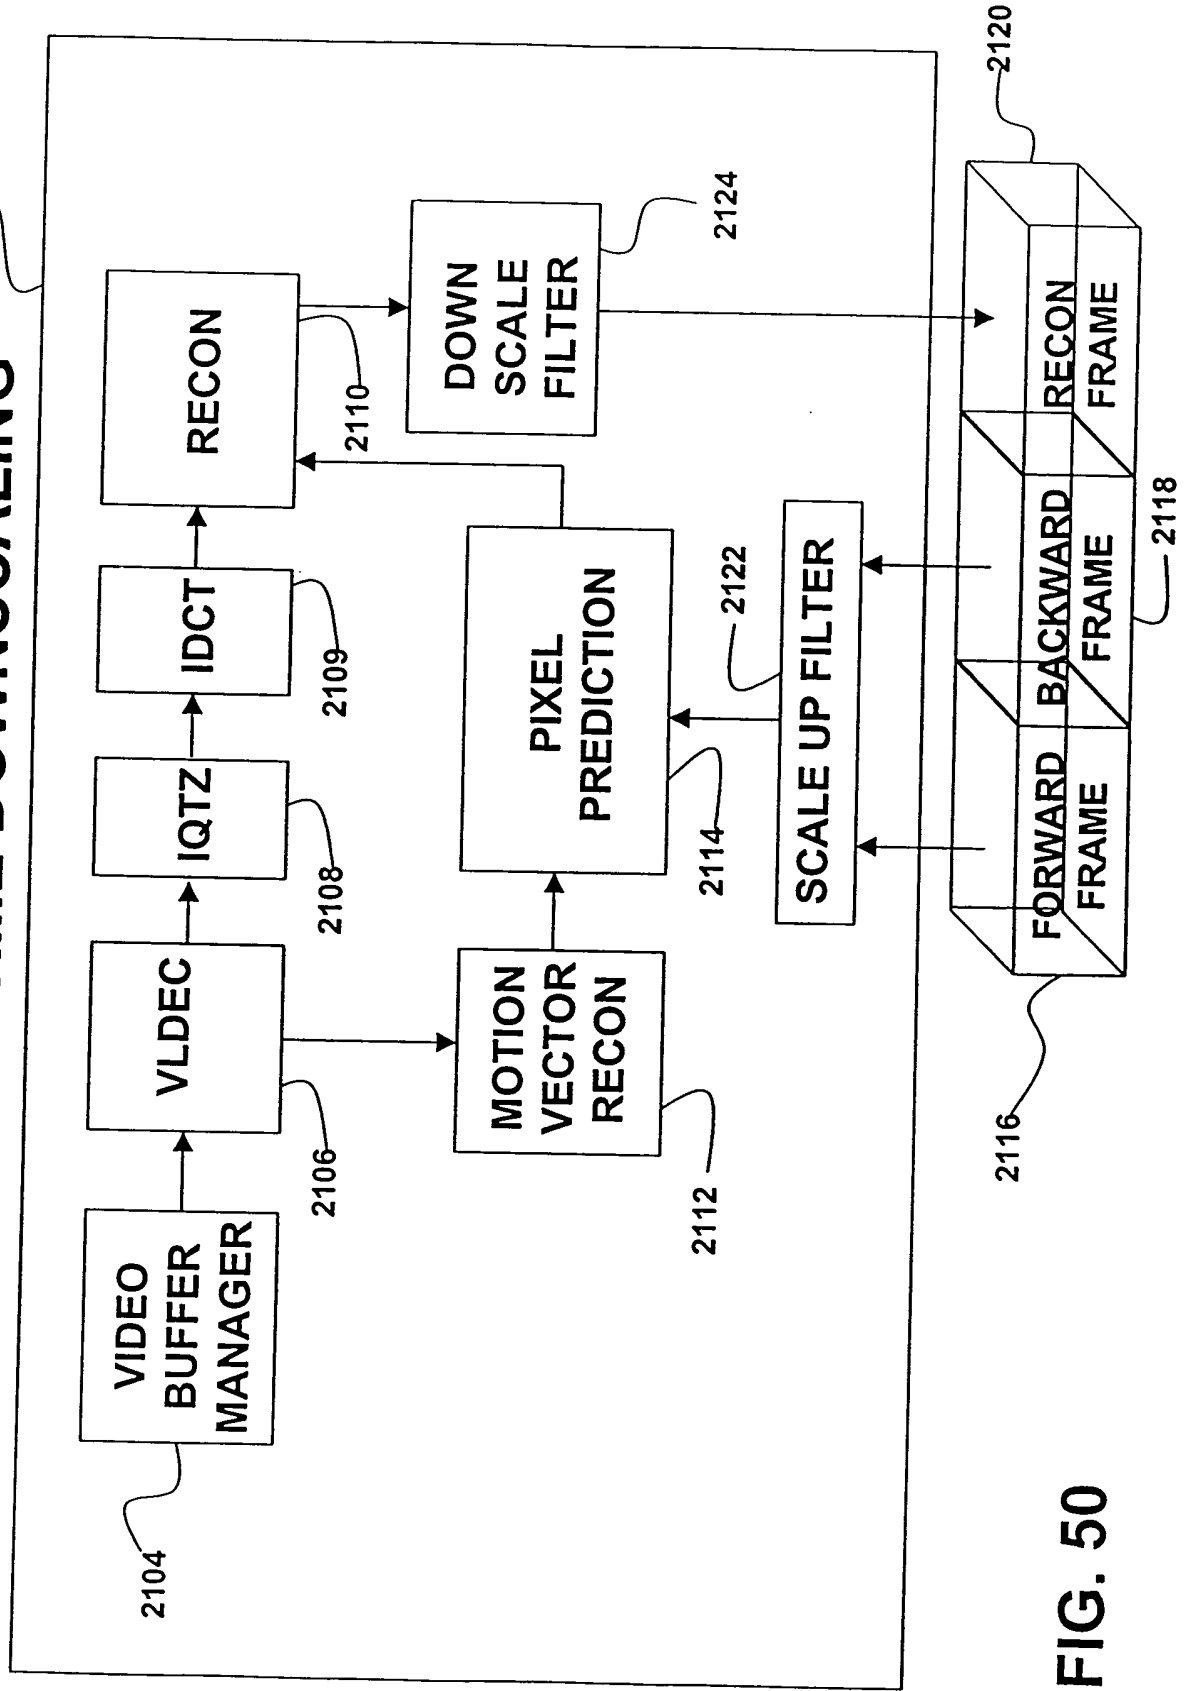 VIDEO
BUFFER
MANAGER
2104
VLDEC
2106
IQTZ
2108
IDCT
2109
RECON
2110
MOTION
VECTOR
RECON
2112
PIXEL
PREDICTION
2114
DOWN
SCALE
FILTER
2124
SCALE UP FILTER
2122
FORWARD
FRAME
2116
BACKWARD
FRAME
2118
RECON
FRAME
2120
FIG. 50